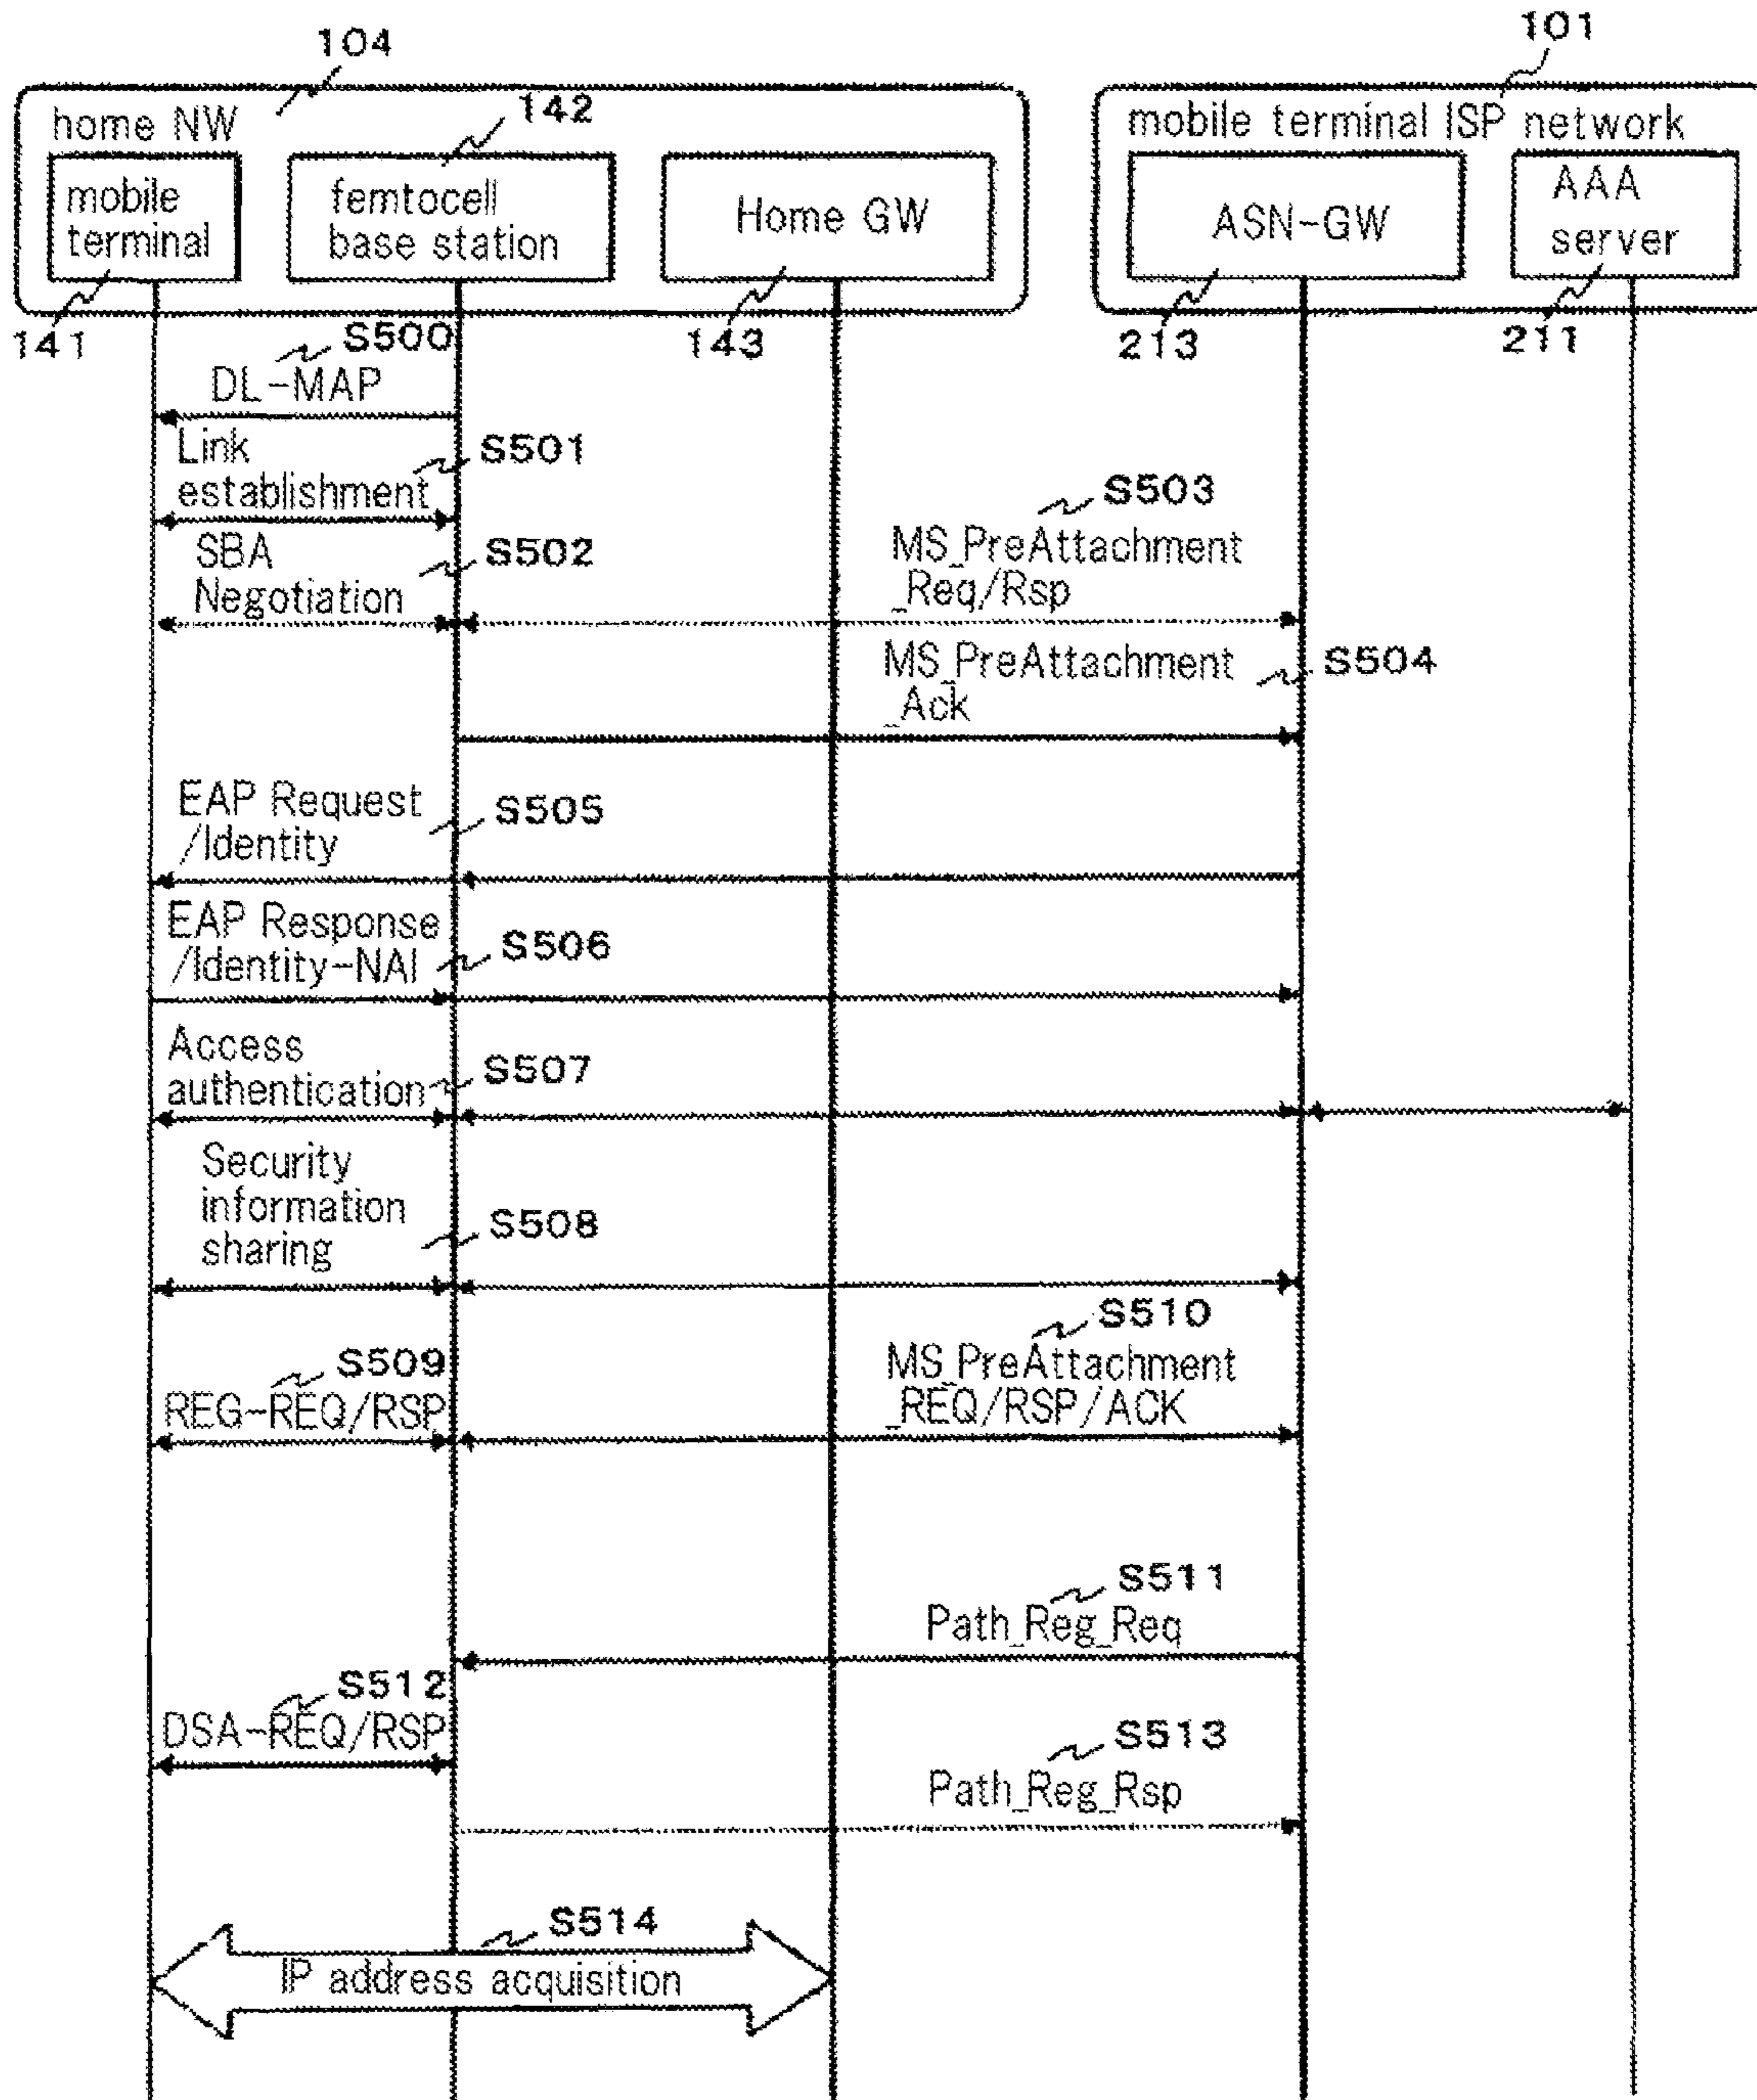 104
101
home NW
142
mobile terminal ISP network
mobile
terminal
femtocell
base station
Home GW
ASN-GW
AAA
server
141
143
213
211
S500
DL-MAP
Link
establishment
S501
SBA
Negotiation
S502
S503
MS_PreAttachment
_Req/Rsp
MS_PreAttachment
_Ack
S504
EAP Request
/Identity
S505
EAP Response
/Identity-NAI
S506
Access
authentication
S507
Security
information
sharing
S508
S509
REG-REQ/RSP
S510
MS_PreAttachment
_REQ/RSP/ACK
S511
Path_Reg_Req
S512
DSA-REQ/RSP
S513
Path_Reg_Rsp
S514
IP address acquisition